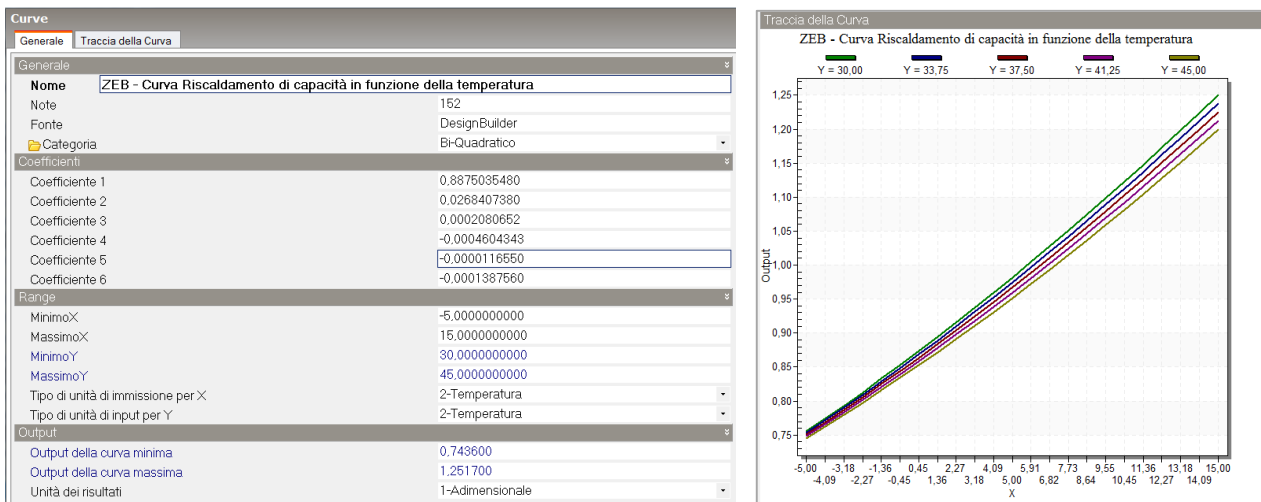 Curve
Generale Traccia della Curva
Generale
Nome ZEB - Curva Riscaldamento di capacità in funzione della temperatura
Note 152
Fonte DesignBuilder
Categoria Bi-Quadratico
Coefficienti
Coefficiente 1 0,8875035480
Coefficiente 2 0,0268407380
Coefficiente 3 0,0002080652
Coefficiente 4 -0,0004604343
Coefficiente 5 -0,0000116550
Coefficiente 6 -0,0001387560
Range
MinimoX -5,0000000000
MassimoX 15,0000000000
MinimoY 30,0000000000
MassimoY 45,0000000000
Tipo di unità di immissione per X 2-Temperatura
Tipo di unità di input per Y 2-Temperatura
Output
Output della curva minima 0,743600
Output della curva massima 1,251700
Unità dei risultati 1-Adimensionale
Traccia della Curva
ZEB - Curva Riscaldamento di capacità in funzione della temperatura
Y = 30,00 Y = 33,75 Y = 37,50 Y = 41,25 Y = 45,00
1,25
1,20
1,15
1,10
1,05
1,00
0,95
0,90
0,85
0,80
0,75
Output
-5,00 -3,18 -1,36 0,45 2,27 4,09 5,91 7,73 9,55 11,36 13,18 15,00
-4,09 -2,27 -0,45 1,36 3,18 5,00 6,82 8,64 10,45 12,27 14,09
X